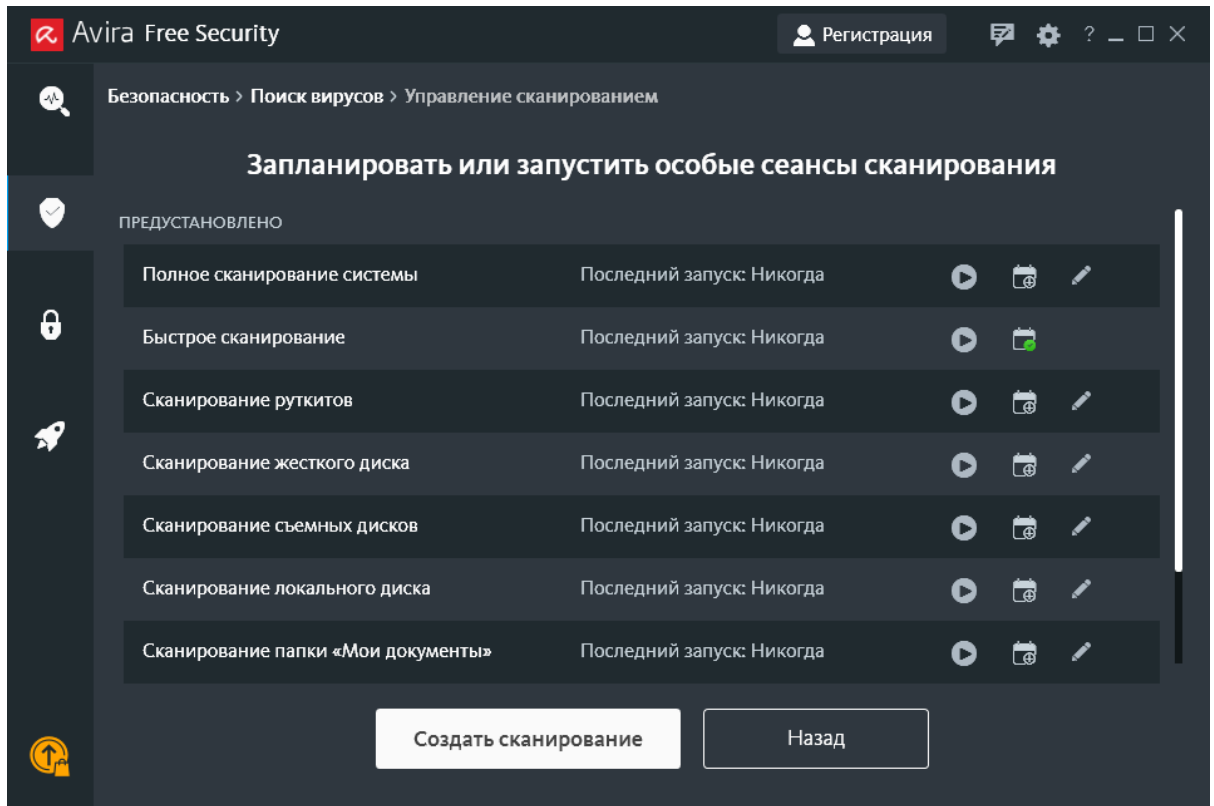 Avira Free Security
Регистрация
?
Безопасность > Поиск вирусов > Управление сканированием
Запланировать или запустить особые сеансы сканирования
ПРЕДУСТАНОВЛЕНО
Полное сканирование системы Последний запуск: Никогда
Быстрое сканирование Последний запуск: Никогда
Сканирование руткитов Последний запуск: Никогда
Сканирование жесткого диска Последний запуск: Никогда
Сканирование съемных дисков Последний запуск: Никогда
Сканирование локального диска Последний запуск: Никогда
Сканирование папки «Мои документы» Последний запуск: Никогда
Создать сканирование
Назад